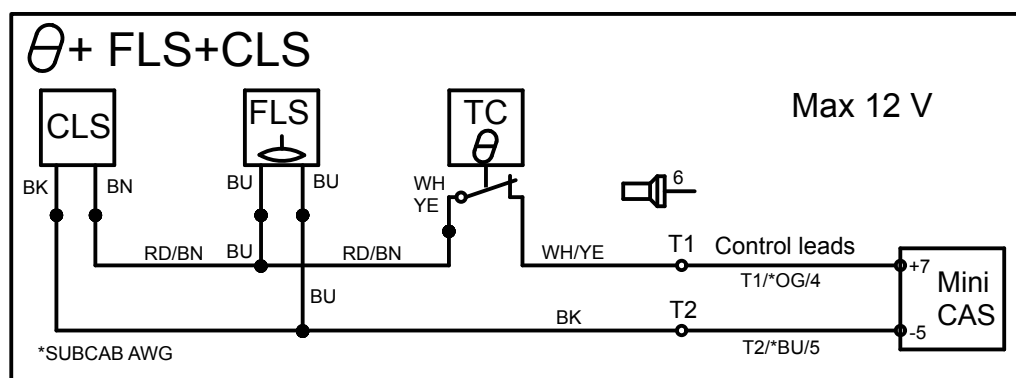 θ+ FLS+CLS
CLS
FLS
TC
θ
Max 12 V
BK
BN
BU
BU
WH
YE
6
RD/BN
BU
RD/BN
WH/YE
T1
Control leads
T1/*OG/4
+7
Mini
CAS
BU
BK
T2
T2/*BU/5
-5
*SUBCAB AWG